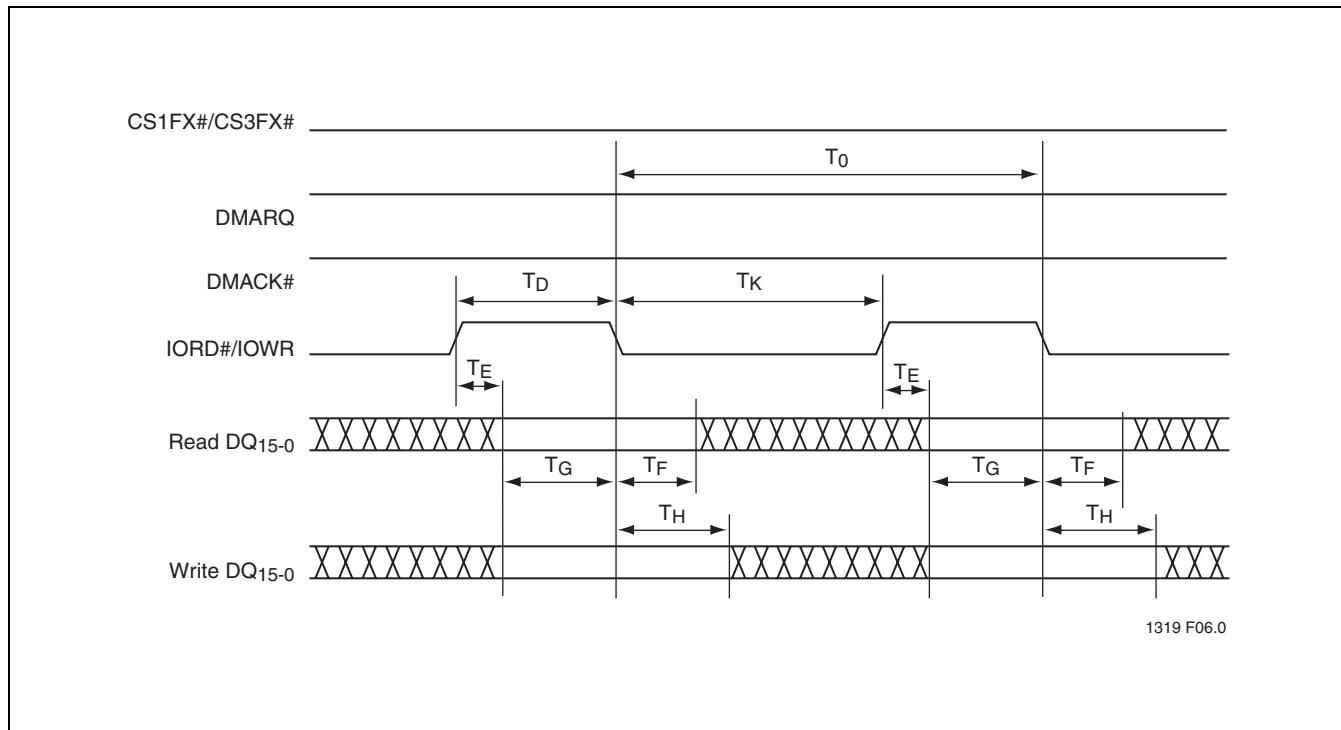 CS1FX#/CS3FX#
T0
DMARQ
DMACK#
TD TK
IORD#/IOWR
TE TE
Read DQ15-0
TG TF TG TF
TH TH
Write DQ15-0
1319 F06.0